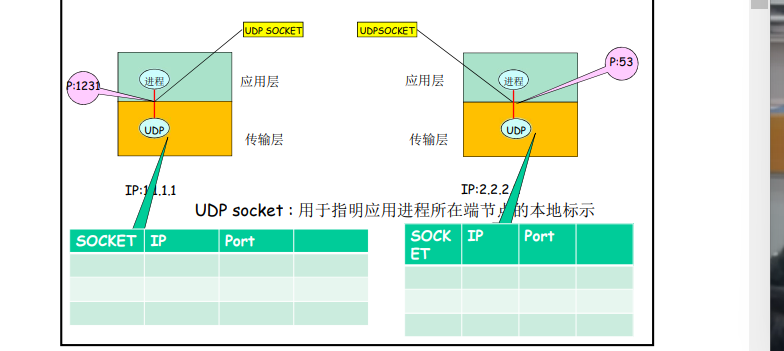 UDP SOCKET
UDPSOCKET
进程
应用层
P:1231
UDP
传输层
应用层
进程
P:53
传输层
UDP
IP:1.1.1.1
IP:2.2.2
UDP socket：用于指明应用进程所在端节点的本地标示
SOCKET IP Port
SOCK
ET IP Port